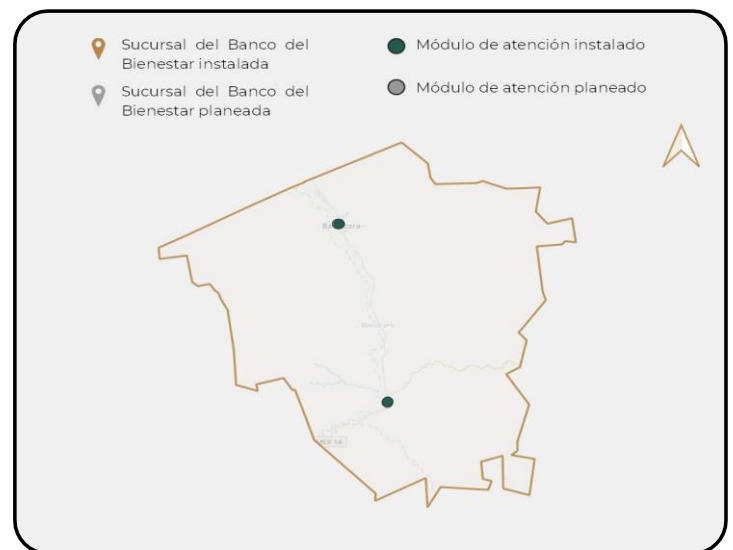 Sucursal del Banco del
Bienestar instalada
Sucursal del Banco del
Bienestar planeada
Módulo de atención instalado
Módulo de atención planeado